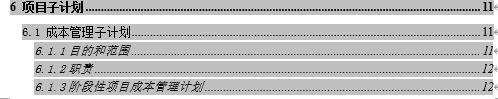 6 项目子计划 11
6.1 成本管理子计划 11
6.1.1 目的和范围 11
6.1.2 职责 12
6.1.3 阶段性项目成本管理计划 12